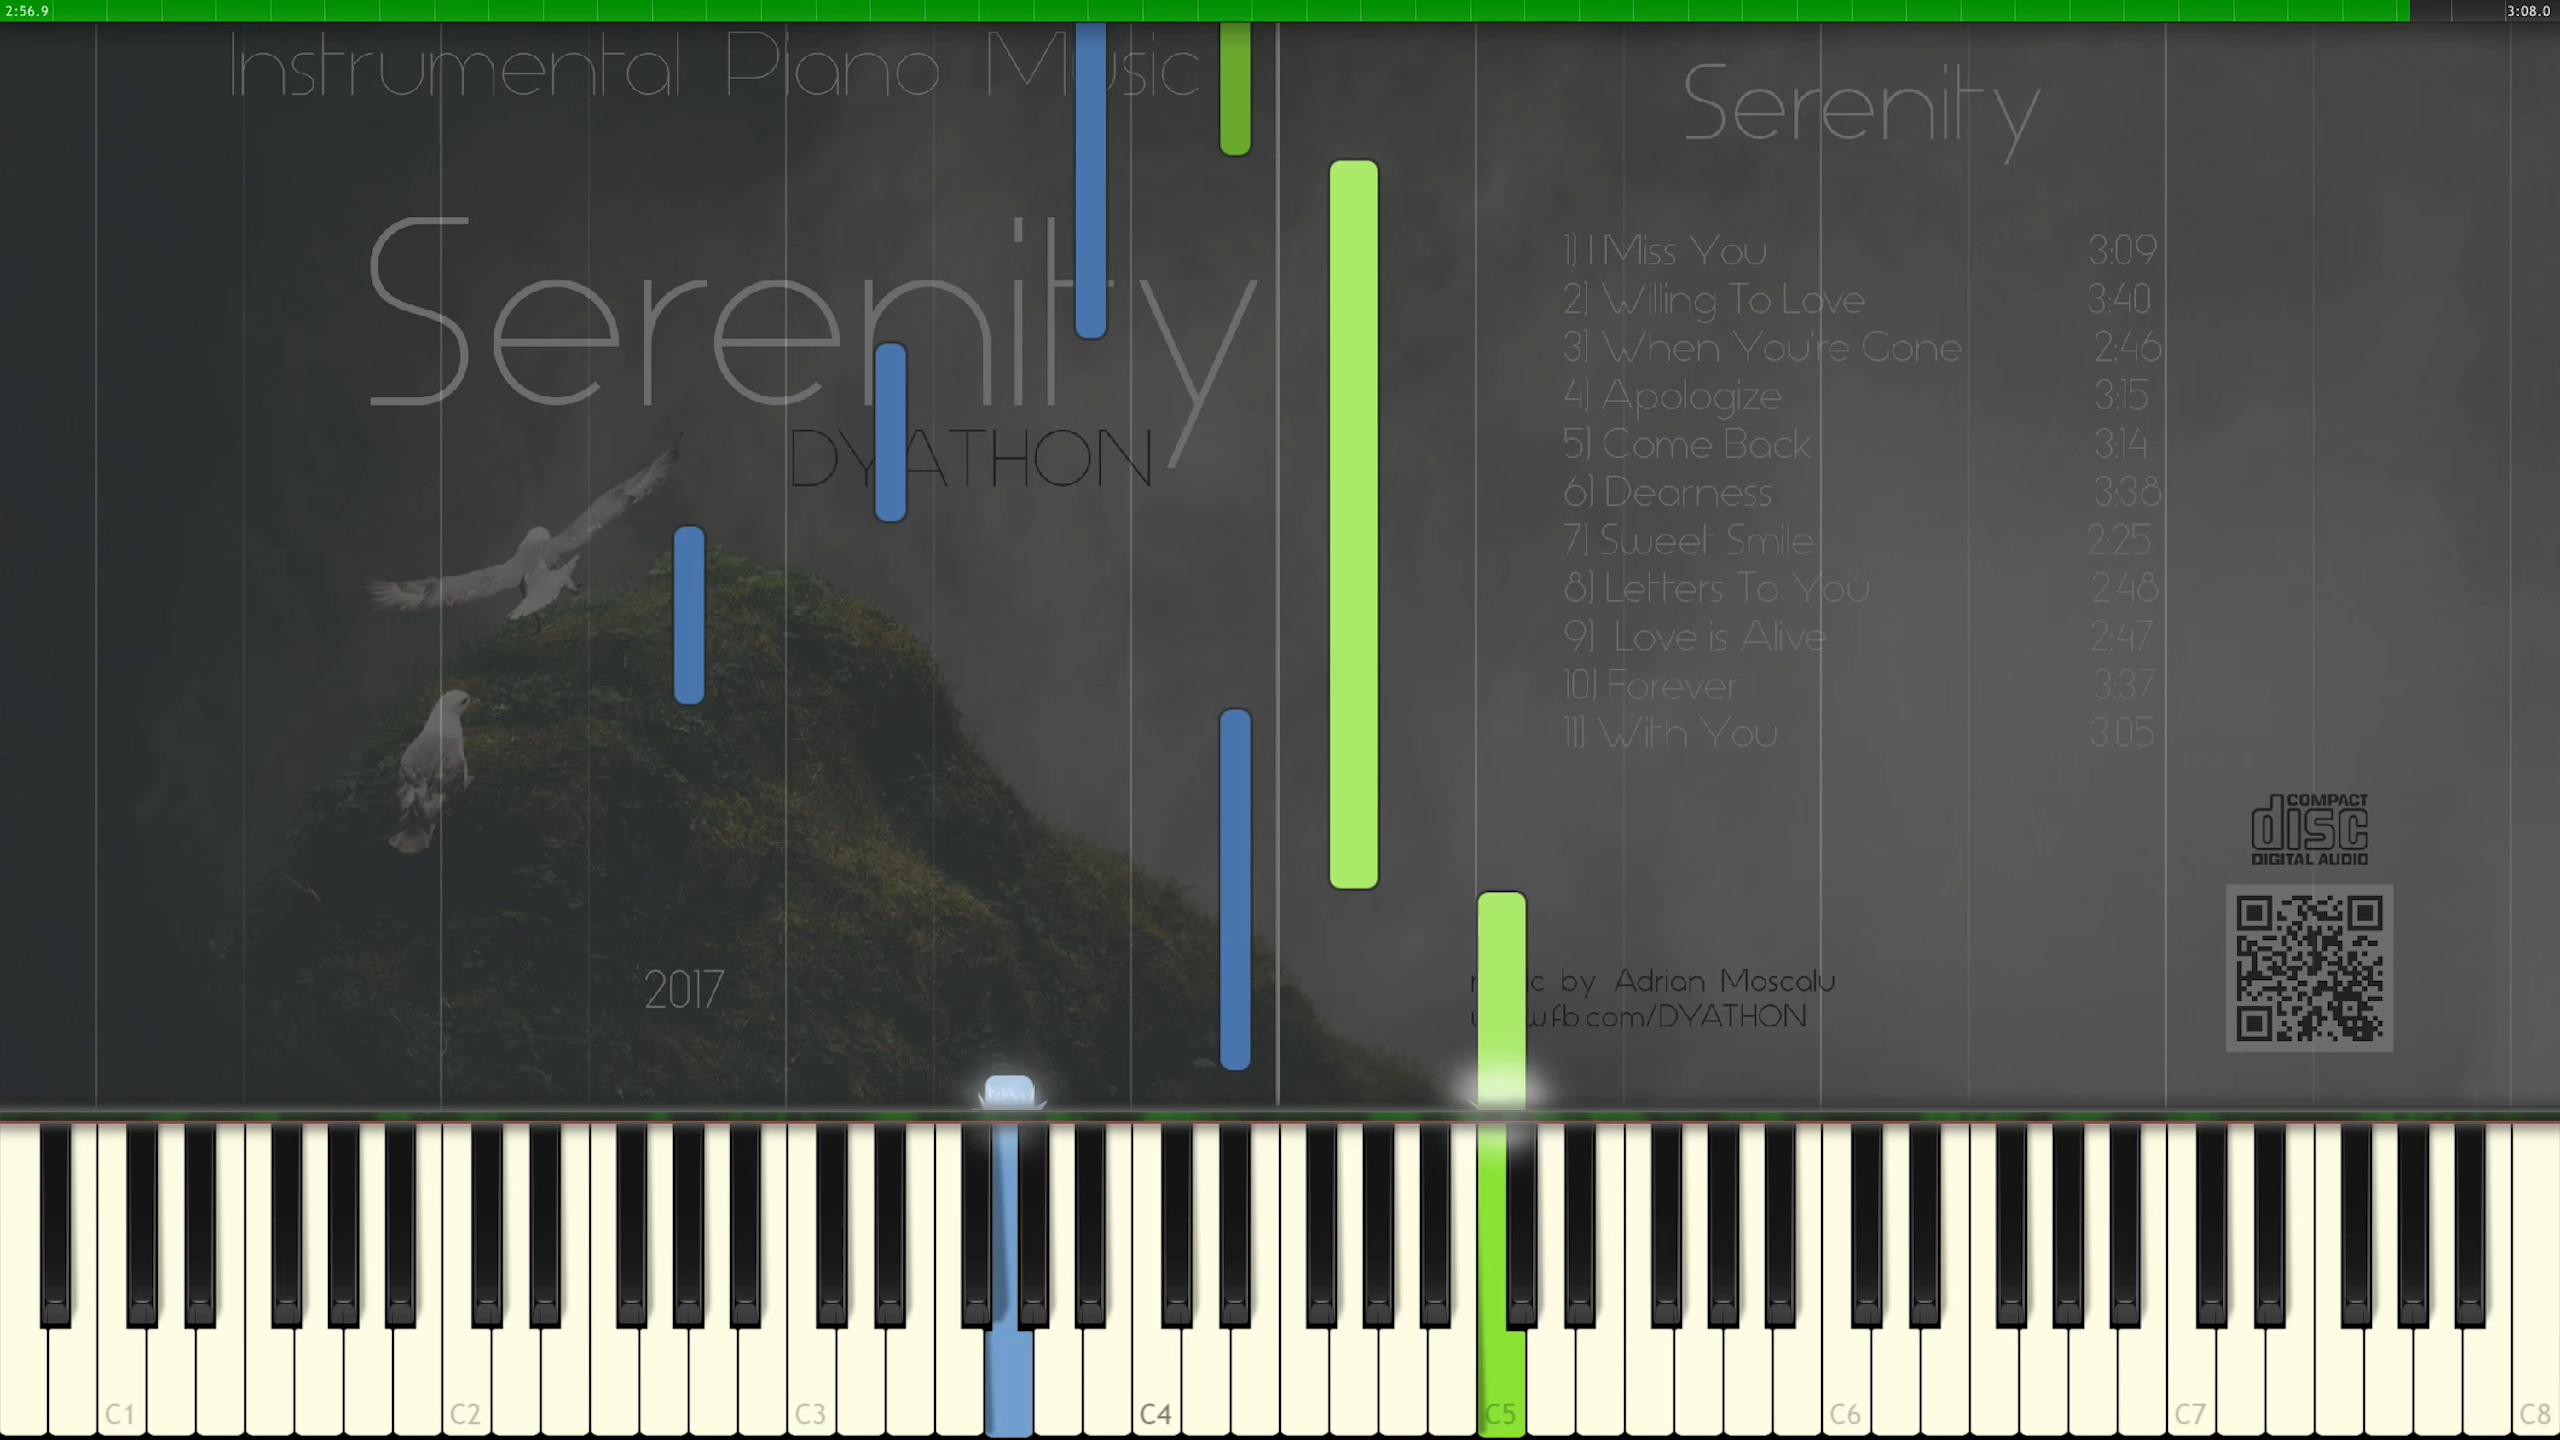 2:56.9
3:08.0
Instrumental Piano Music
Serenity
DYATHON
2017
Serenity
1) I Miss You 3:09
2) Willing To Love 3:40
3) When You're Gone 2:46
4) Apologize 3:15
5) Come Back 3:14
6) Dearness 3:38
7) Sweet Smile 2:25
8) Letters To You 2:48
9) Love is Alive 2:47
10) Forever 3:37
11) With You 3:05
COMPACT
disc
DIGITAL AUDIO
by Adrian Moscalu
.fb.com/DYATHON
C1 C2 C3 C4 C5 C6 C7 C8